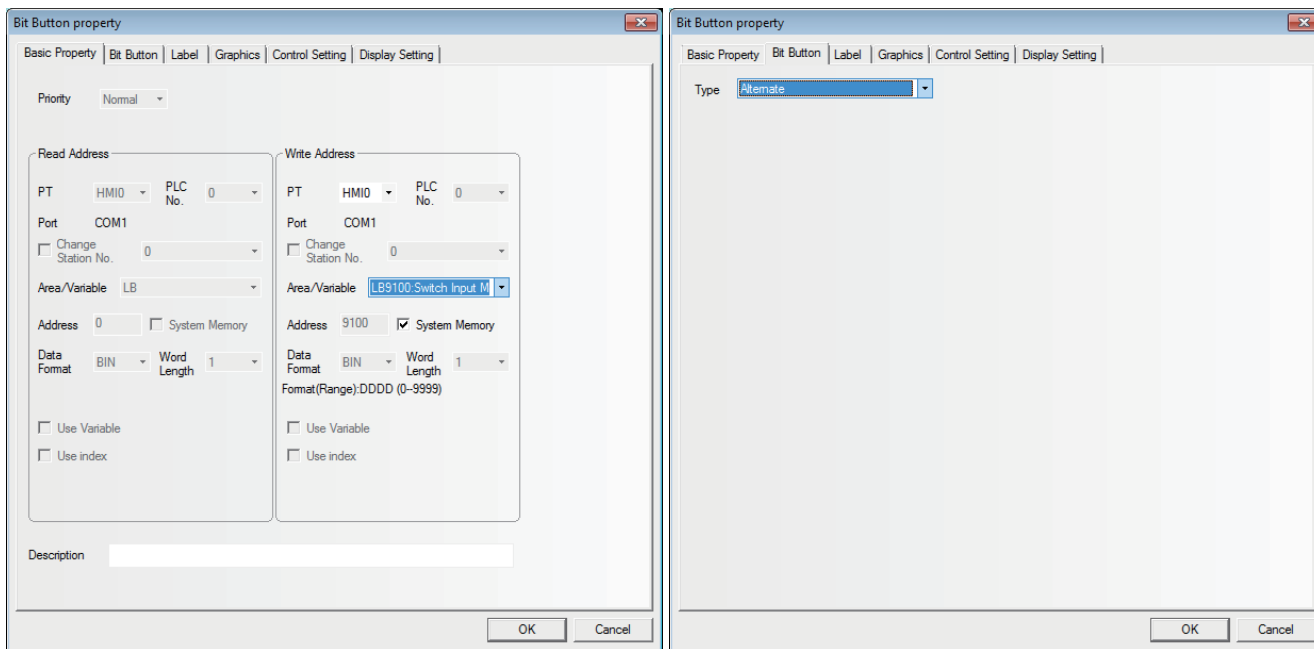 Bit Button property
Basic Property Bit Button Label Graphics Control Setting Display Setting
Priority Normal
Read Address
PT HMI0 PLC No. 0
Port COM1
Change Station No. 0
Area/Variable LB
Address 0 System Memory
Data Format BIN Word Length 1
Use Variable
Use index
Write Address
PT HMI0 PLC No. 0
Port COM1
Change Station No. 0
Area/Variable LB9100:Switch Input M
Address 9100 System Memory
Data Format BIN Word Length 1
Format(Range):DDDD (0~9999)
Use Variable
Use index
Description
OK Cancel
Bit Button property
Basic Property Bit Button Label Graphics Control Setting Display Setting
Type Alternate
OK Cancel